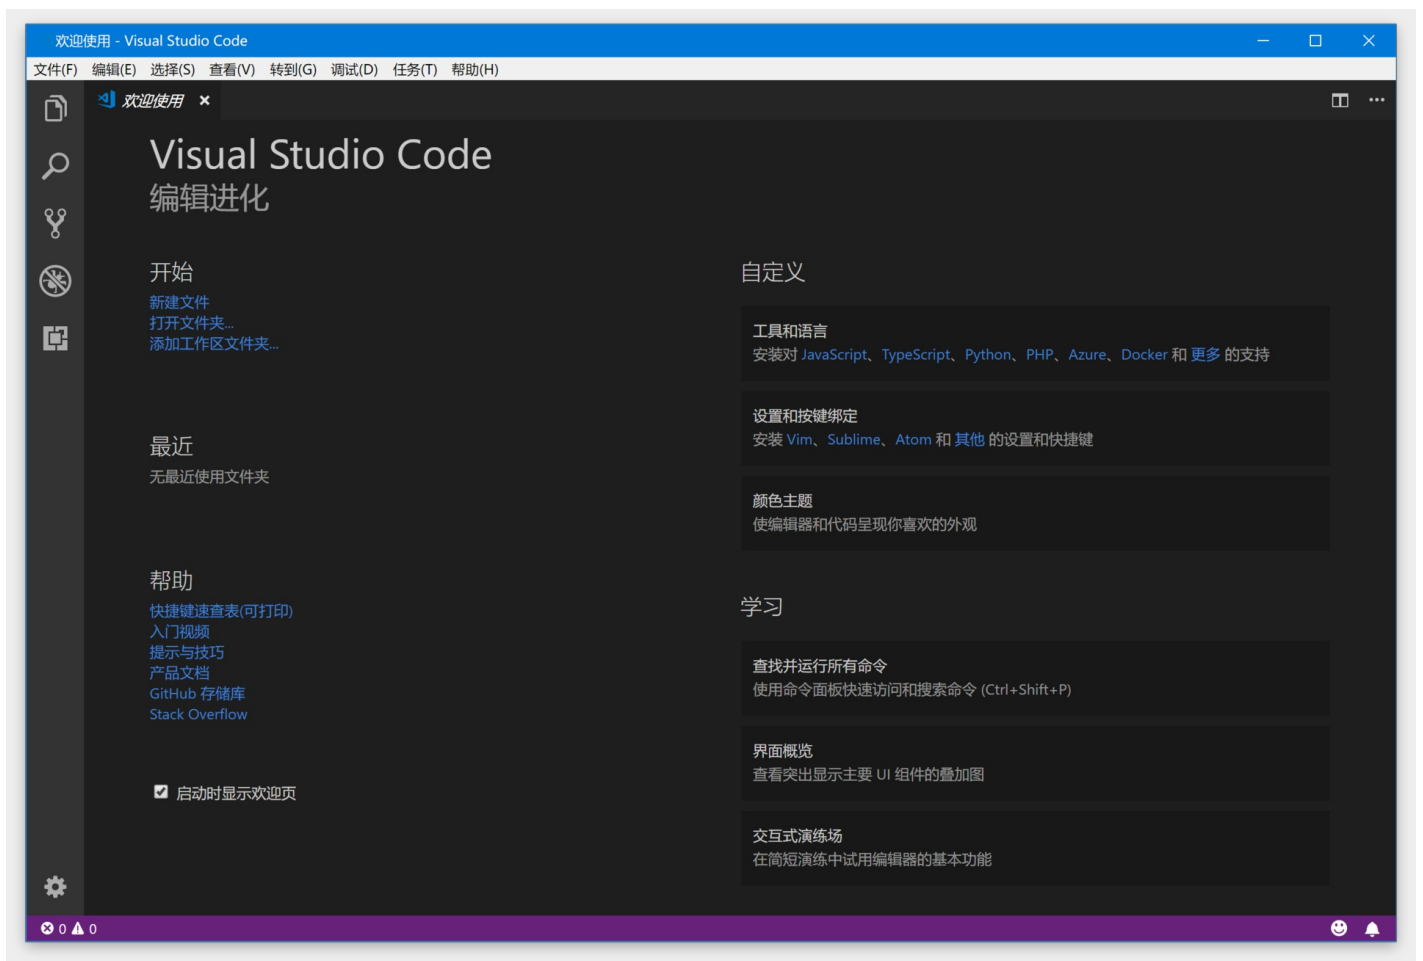 欢迎使用 - Visual Studio Code
文件(F) 编辑(E) 选择(S) 查看(V) 转到(G) 调试(D) 任务(T) 帮助(H)
欢迎使用
Visual Studio Code
编辑进化
开始
新建文件
打开文件夹...
添加工作区文件夹...
最近
无最近使用文件夹
帮助
快捷键速查表(可打印)
入门视频
提示与技巧
产品文档
GitHub 存储库
Stack Overflow
启动时显示欢迎页
自定义
工具和语言
安装对 JavaScript、TypeScript、Python、PHP、Azure、Docker 和 更多 的支持
设置和按键绑定
安装 Vim、Sublime、Atom 和 其他 的设置和快捷键
颜色主题
使编辑器和代码呈现你喜欢的外观
学习
查找并运行所有命令
使用命令面板快速访问和搜索命令 (Ctrl+Shift+P)
界面概览
查看突出显示主要 UI 组件的叠加图
交互式演练场
在简短演练中试用编辑器的基本功能
0 0